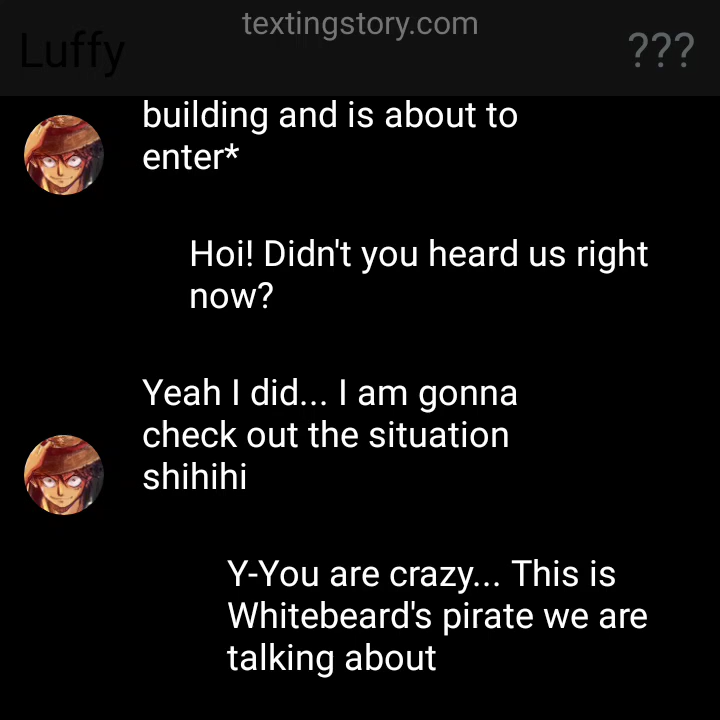 textingstory.com
Luffy
???
building and is about to
enter*
Hoi! Didn't you heard us right
now?
Yeah I did... I am gonna
check out the situation
shihihi
Y-You are crazy... This is
Whitebeard's pirate we are
talking about